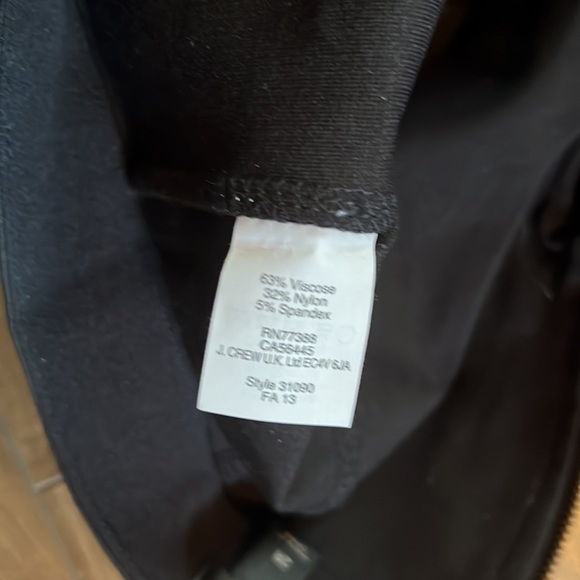 63% Viscose
32% Nylon
5% Spandex
RN77388
CA56445
J. CREW U.K. Ltd EC4V 6JA
Style 31090
FA 13